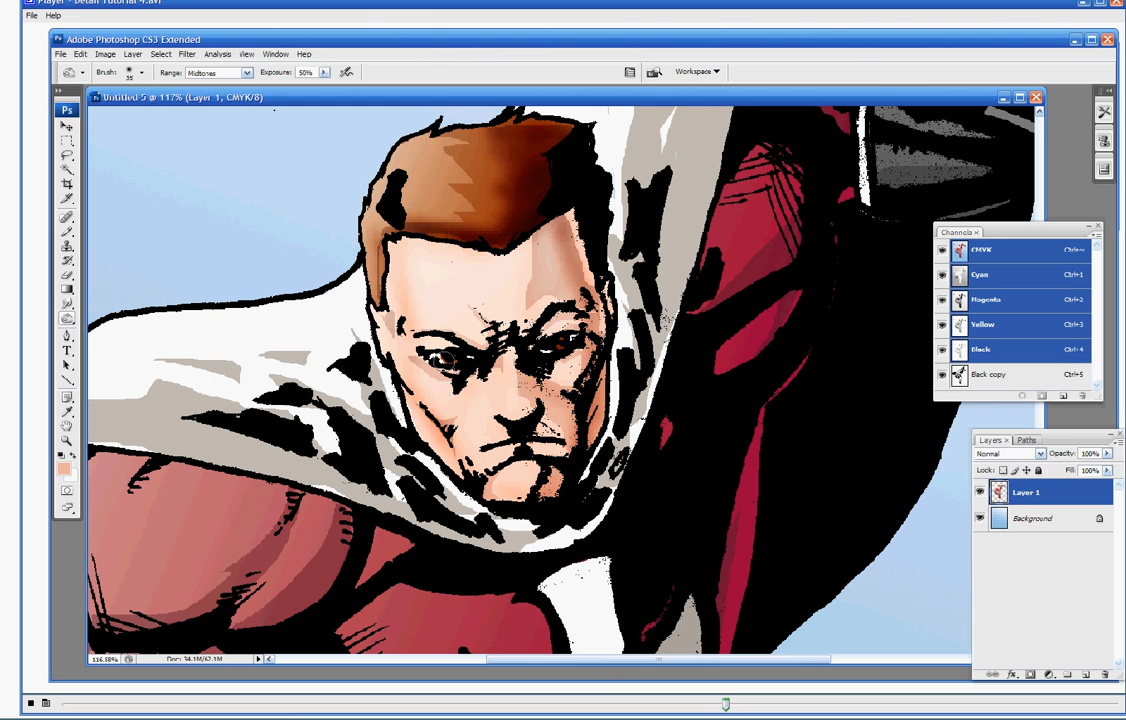 Player - Detail Tutorial 4.avi
File Help
Adobe Photoshop CS3 Extended
File Edit Image Layer Select Filter Analysis View Window Help
Brush: 35 Range: Midtones Exposure: 50% Workspace
Ps
Untitled-5 @ 117% (Layer 1, CMYK/8)
T
Channels ×
CMYK Ctrl+~
Cyan Ctrl+1
Magenta Ctrl+2
Yellow Ctrl+3
Black Ctrl+4
Back copy Ctrl+5
Layers × Paths
Normal Opacity: 100%
Lock: Fill: 100%
Layer 1
Background
116.58% Doc: 34.1M/62.1M